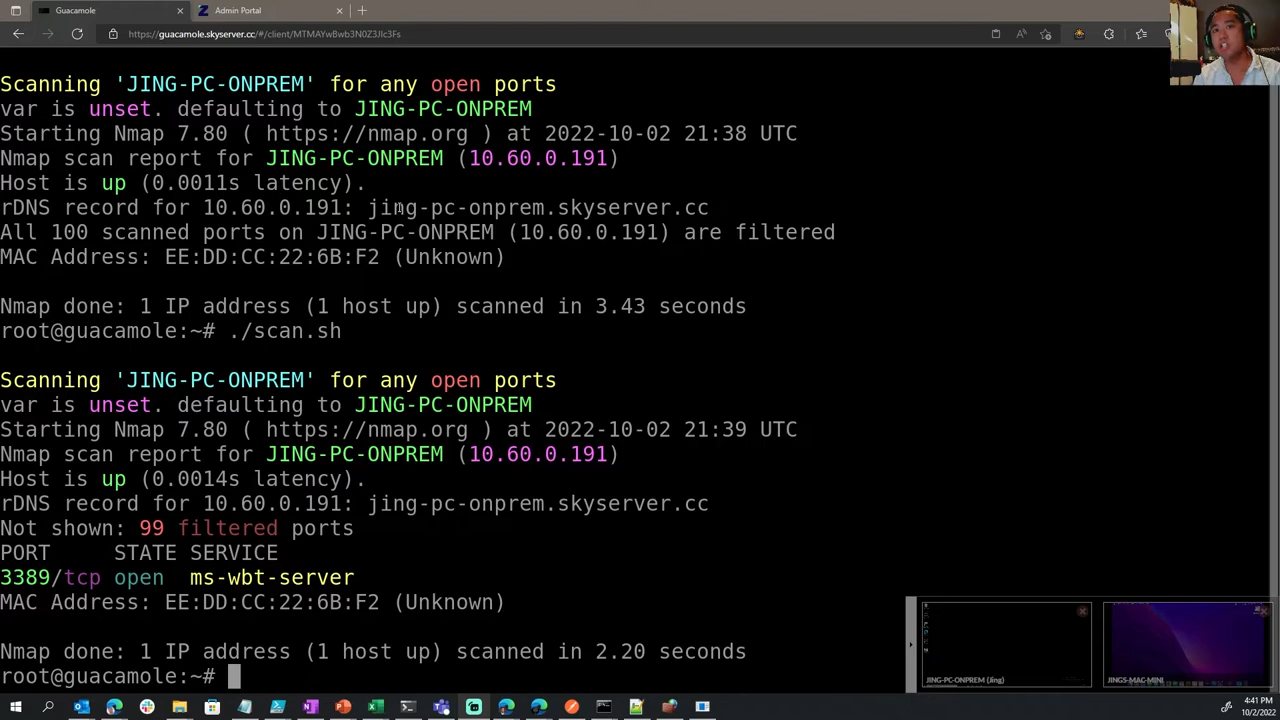 Guacamole
Admin Portal
https://guacamole.skyserver.cc/#/client/MTMAYwBwb3N0Z3Jlc3Fs
Scanning 'JING-PC-ONPREM' for any open ports
var is unset. defaulting to JING-PC-ONPREM
Starting Nmap 7.80 ( https://nmap.org ) at 2022-10-02 21:38 UTC
Nmap scan report for JING-PC-ONPREM (10.60.0.191)
Host is up (0.0011s latency).
rDNS record for 10.60.0.191: jing-pc-onprem.skyserver.cc
All 100 scanned ports on JING-PC-ONPREM (10.60.0.191) are filtered
MAC Address: EE:DD:CC:22:6B:F2 (Unknown)
Nmap done: 1 IP address (1 host up) scanned in 3.43 seconds
root@guacamole:~# ./scan.sh
Scanning 'JING-PC-ONPREM' for any open ports
var is unset. defaulting to JING-PC-ONPREM
Starting Nmap 7.80 ( https://nmap.org ) at 2022-10-02 21:39 UTC
Nmap scan report for JING-PC-ONPREM (10.60.0.191)
Host is up (0.0014s latency).
rDNS record for 10.60.0.191: jing-pc-onprem.skyserver.cc
Not shown: 99 filtered ports
PORT STATE SERVICE
3389/tcp open ms-wbt-server
MAC Address: EE:DD:CC:22:6B:F2 (Unknown)
Nmap done: 1 IP address (1 host up) scanned in 2.20 seconds
root@guacamole:~#
JING-PC-ONPREM (Jing)
JINGS-MAC-MINI
4:41 PM
10/2/2022